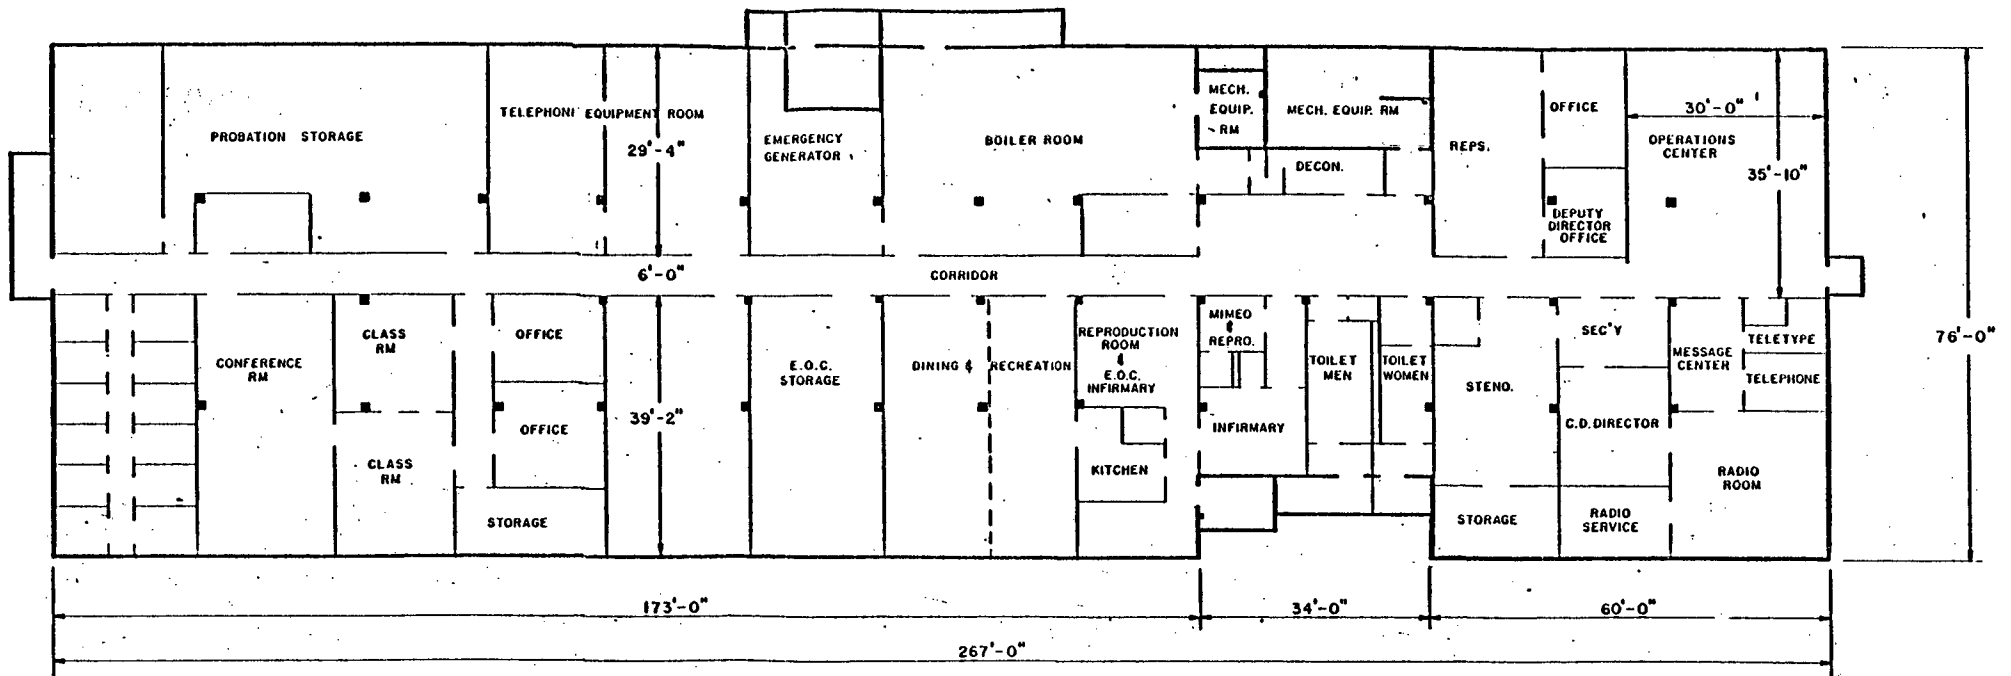 PROBATION STORAGE
TELEPHONE EQUIPMENT ROOM
29'-4"
EMERGENCY
GENERATOR
BOILER ROOM
MECH.
EQUIP.
RM
MECH. EQUIP. RM
DECON.
REPS.
OFFICE
DEPUTY
DIRECTOR
OFFICE
30'-0"
OPERATIONS
CENTER
35'-10"
6'-0"
CORRIDOR
76'-0"
CONFERENCE
RM
CLASS
RM
CLASS
RM
OFFICE
OFFICE
STORAGE
39'-2"
E.O.C.
STORAGE
DINING & RECREATION
REPRODUCTION
ROOM
&
E.O.C.
INFIRMARY
KITCHEN
MIMEO
&
REPRO.
INFIRMARY
TOILET
MEN
TOILET
WOMEN
STENO.
STORAGE
SEC'Y
C.D. DIRECTOR
RADIO
SERVICE
MESSAGE
CENTER
TELETYPE
TELEPHONE
RADIO
ROOM
173'-0"
34'-0"
60'-0"
267'-0"